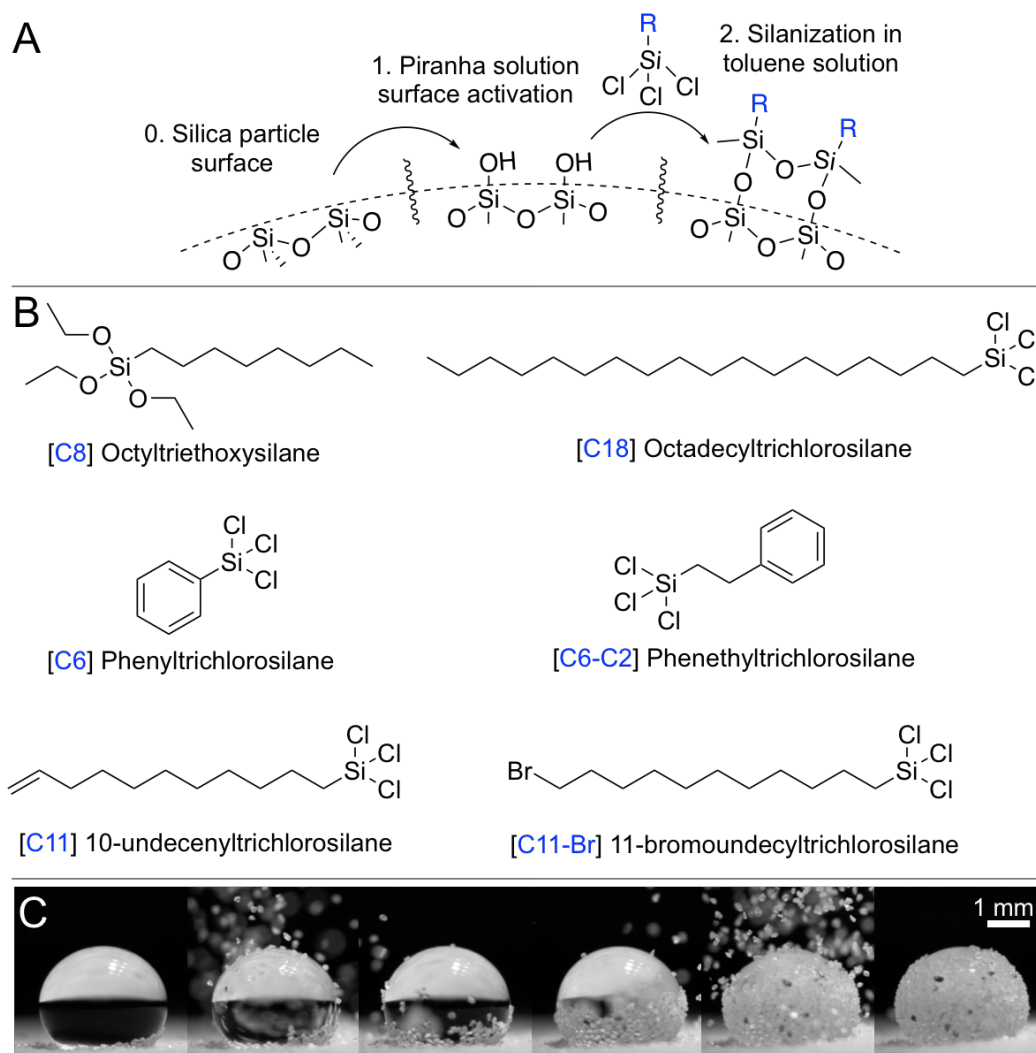 A
0. Silica particle
surface
1. Piranha solution
surface activation
R
Si
Cl
Cl
Cl
2. Silanization in
toluene solution
O
Si
O
Si
O
OH
OH
O
Si
O
Si
O
R
R
Si
O
Si
O
O
O
Si
O
Si
O
B
O
O
Si
O
[C8] Octyltriethoxysilane
Cl
C
Si
C
[C18] Octadecyltrichlorosilane
Cl
Cl
Si
Cl
[C6] Phenyltrichlorosilane
Cl
Si
Cl
Cl
[C6-C2] Phenethyltrichlorosilane
Cl
Cl
Si
Cl
[C11] 10-undecenyltrichlorosilane
Br
Cl
Cl
Si
Cl
[C11-Br] 11-bromoundecyltrichlorosilane
C
1 mm